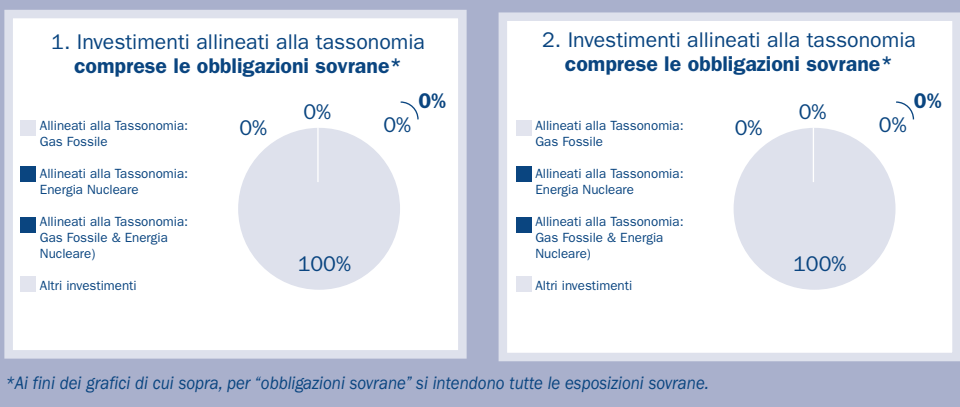 1. Investimenti allineati alla tassonomia
comprese le obbligazioni sovrane*
0%
0%
0%
0%
Allineati alla Tassonomia:
Gas Fossile
Allineati alla Tassonomia:
Energia Nucleare
Allineati alla Tassonomia:
Gas Fossile & Energia
Nucleare)
Altri investimenti
100%
2. Investimenti allineati alla tassonomia
comprese le obbligazioni sovrane*
0%
0%
0%
0%
Allineati alla Tassonomia:
Gas Fossile
Allineati alla Tassonomia:
Energia Nucleare
Allineati alla Tassonomia:
Gas Fossile & Energia
Nucleare)
Altri investimenti
100%
*Ai fini dei grafici di cui sopra, per “obbligazioni sovrane” si intendono tutte le esposizioni sovrane.